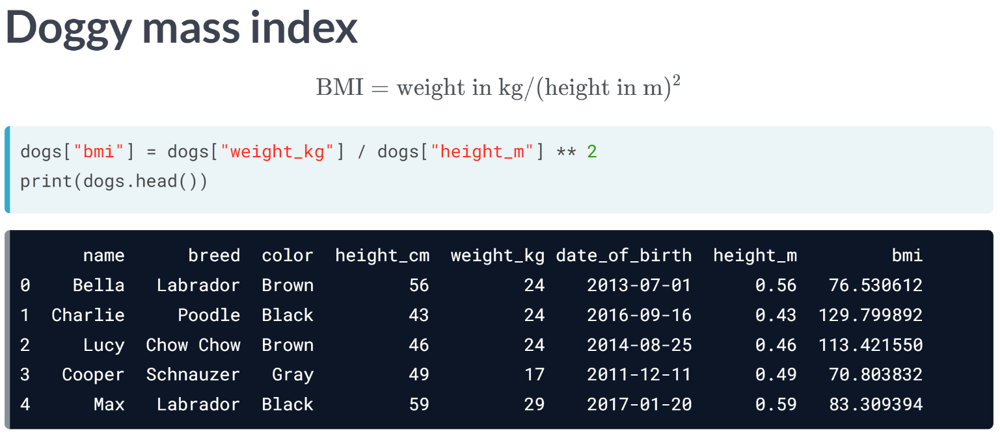 Doggy mass index
BMI = weight in kg/(height in m)²
dogs["bmi"] = dogs["weight_kg"] / dogs["height_m"] ** 2
print(dogs.head())
name breed color height_cm weight_kg date_of_birth height_m bmi
0 Bella Labrador Brown 56 24 2013-07-01 0.56 76.530612
1 Charlie Poodle Black 43 24 2016-09-16 0.43 129.799892
2 Lucy Chow Chow Brown 46 24 2014-08-25 0.46 113.421550
3 Cooper Schnauzer Gray 49 17 2011-12-11 0.49 70.803832
4 Max Labrador Black 59 29 2017-01-20 0.59 83.309394